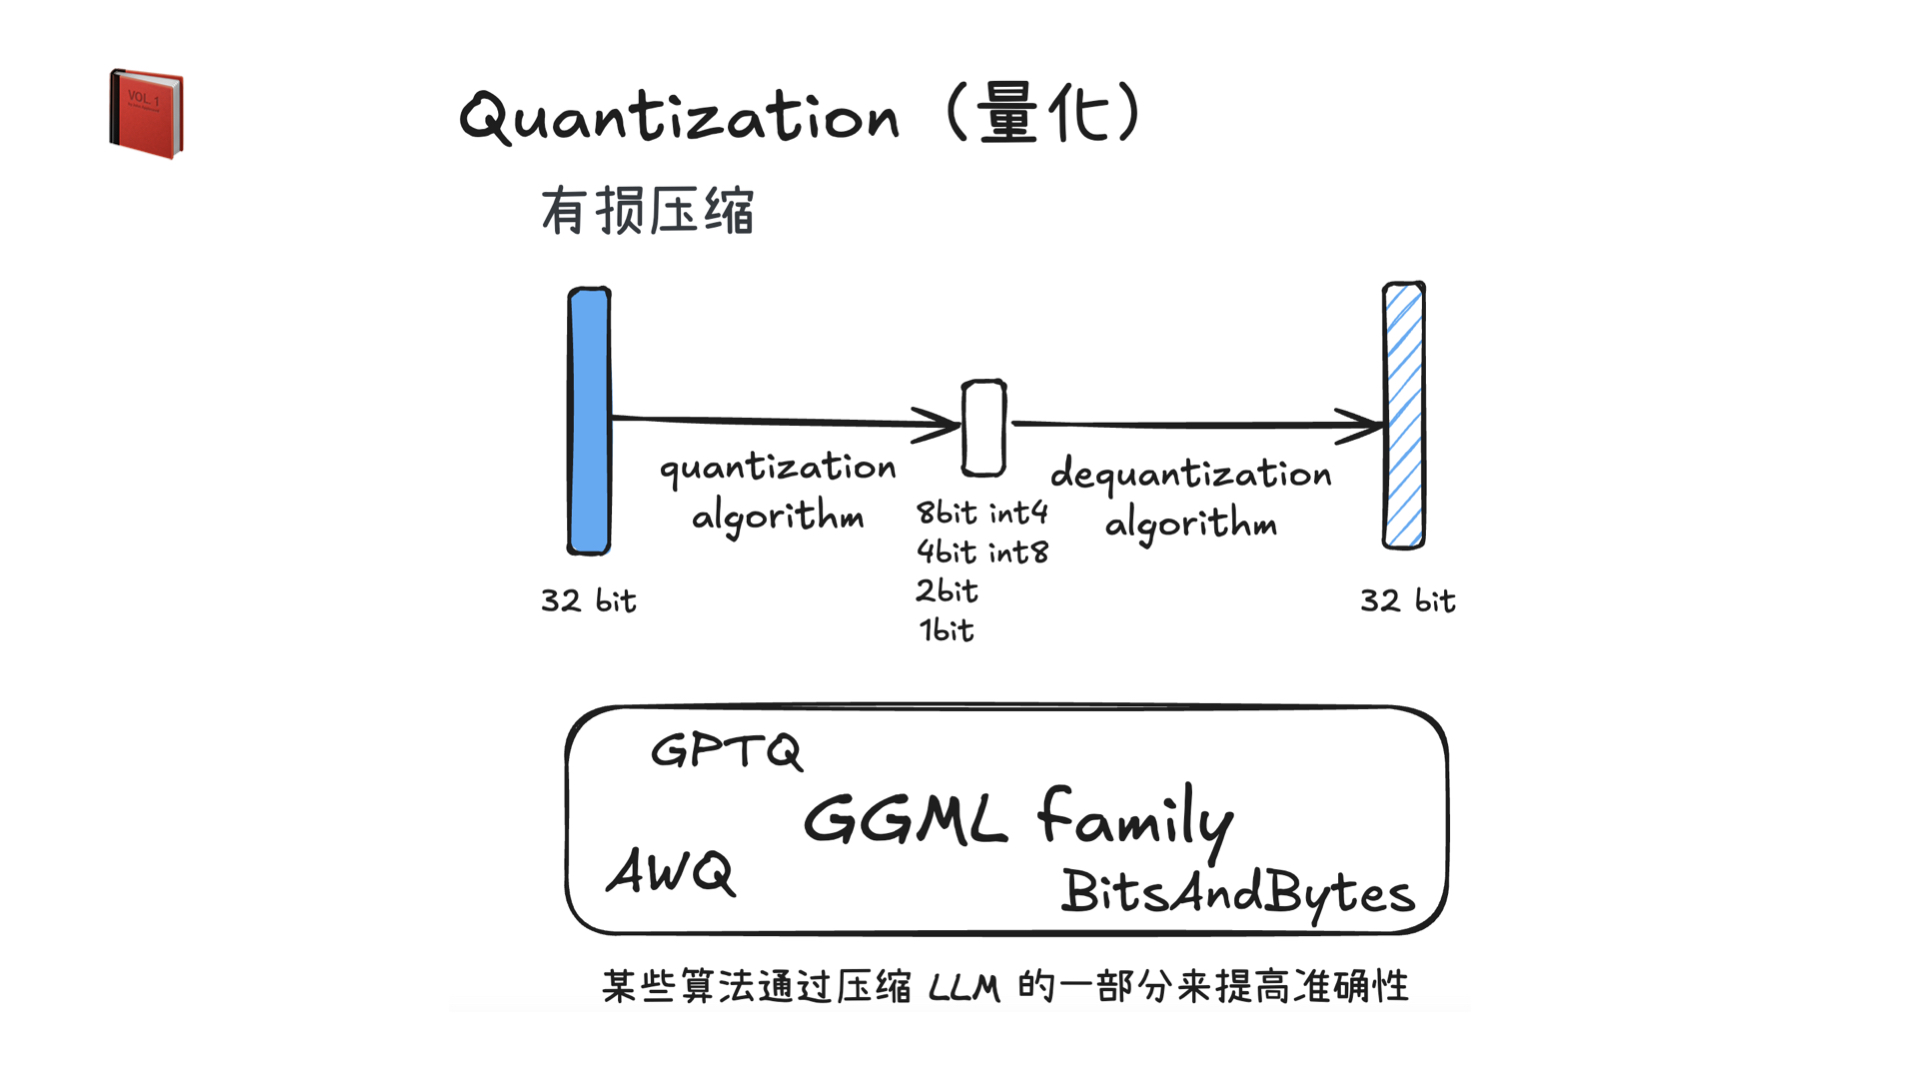 VOL. 1
Quantization（量化）
有损压缩
quantization
algorithm
dequantization
algorithm
8bit int4
4bit int8
2bit
1bit
32 bit
32 bit
GPTQ
GGML family
AWQ
BitsAndBytes
某些算法通过压缩 LLM 的一部分来提高准确性